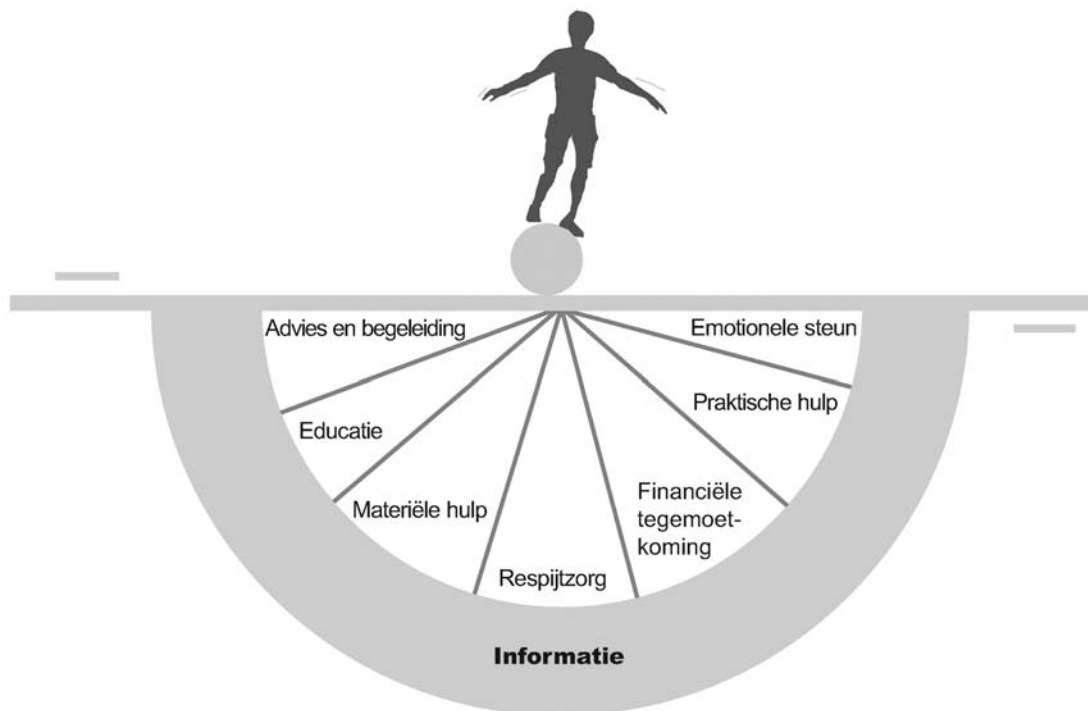 Advies en begeleiding
Emotionele steun
Educatie
Praktische hulp
Materiële hulp
Financiële
tegemoet-
koming
Respijtzorg
Informatie